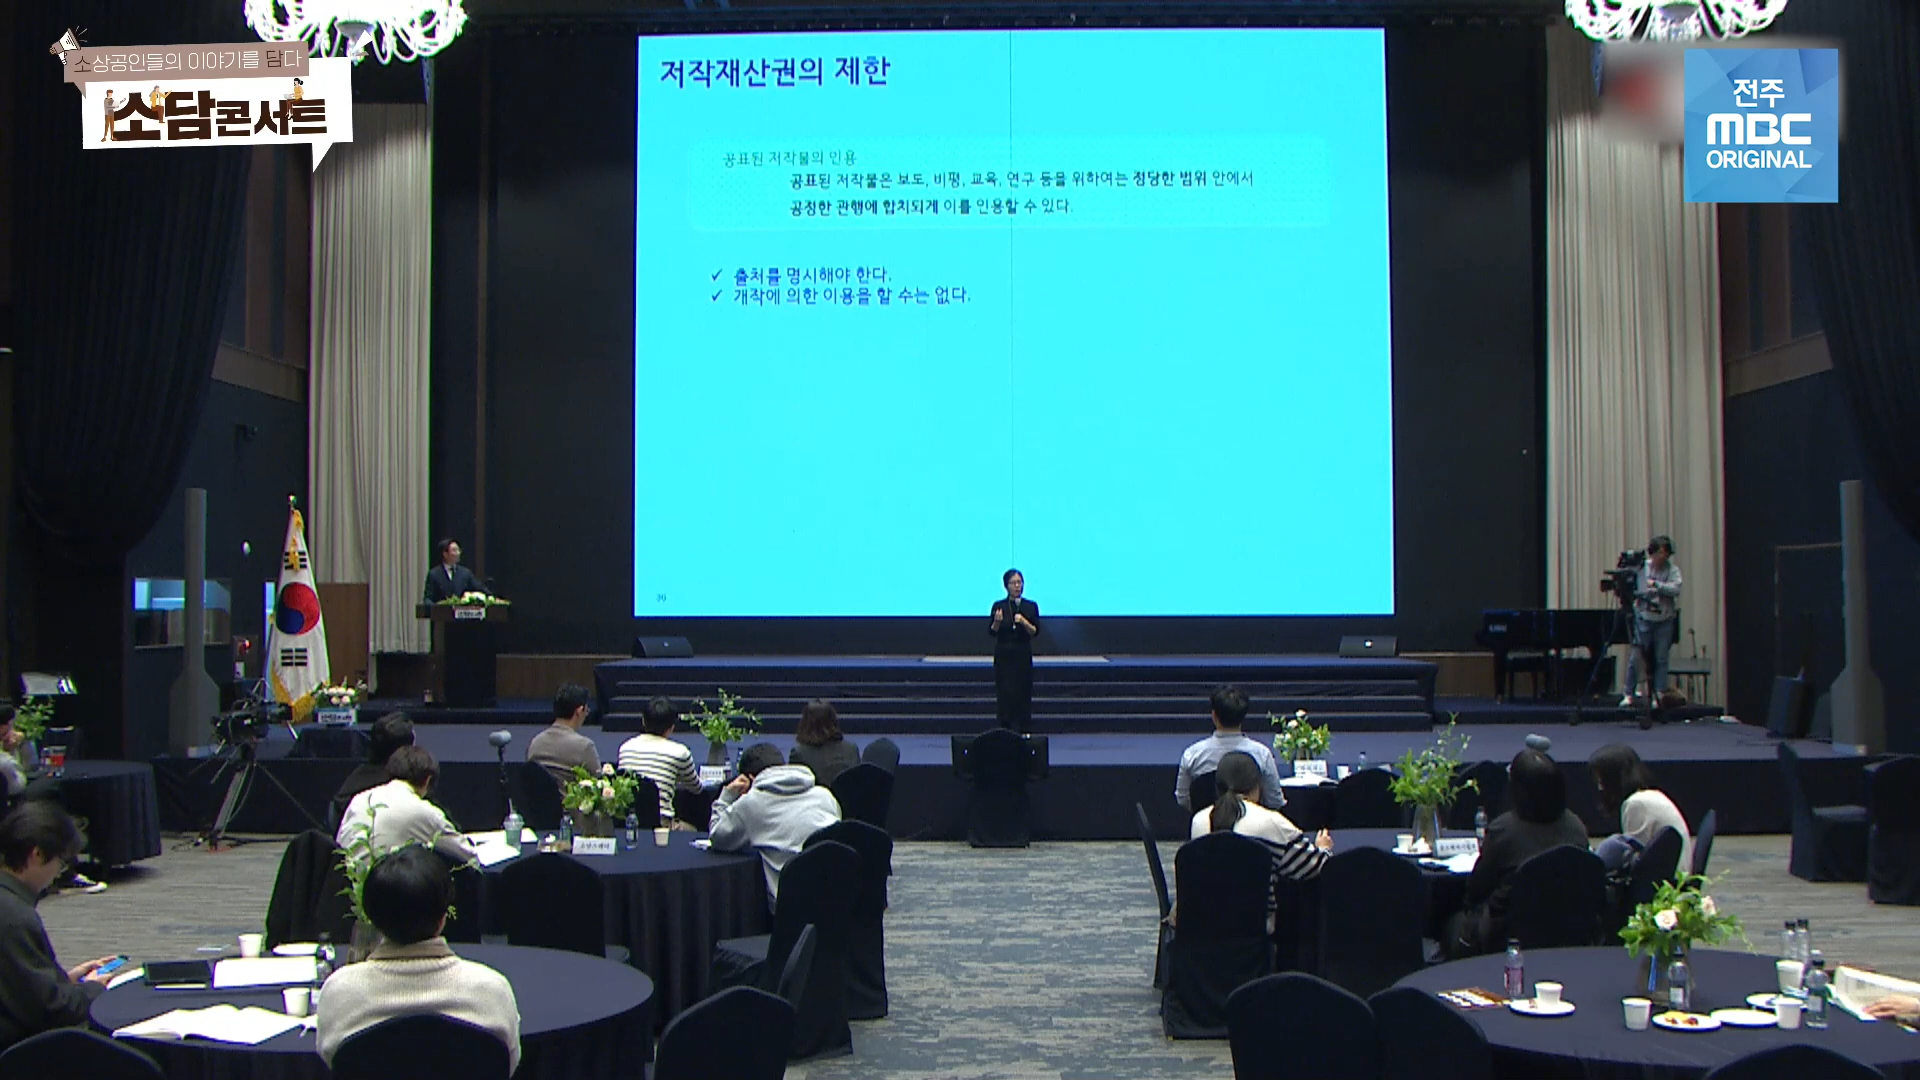 소상공인들의 이야기를 담다
소담콘서트
전주
MBC
ORIGINAL
저작재산권의 제한
공표된 저작물의 인용
공표된 저작물은 보도, 비평, 교육, 연구 등을 위하여는 정당한 범위 안에서
공정한 관행에 합치되게 이를 인용할 수 있다.
✓ 출처를 명시해야 한다.
✓ 개작에 의한 이용을 할 수는 없다.